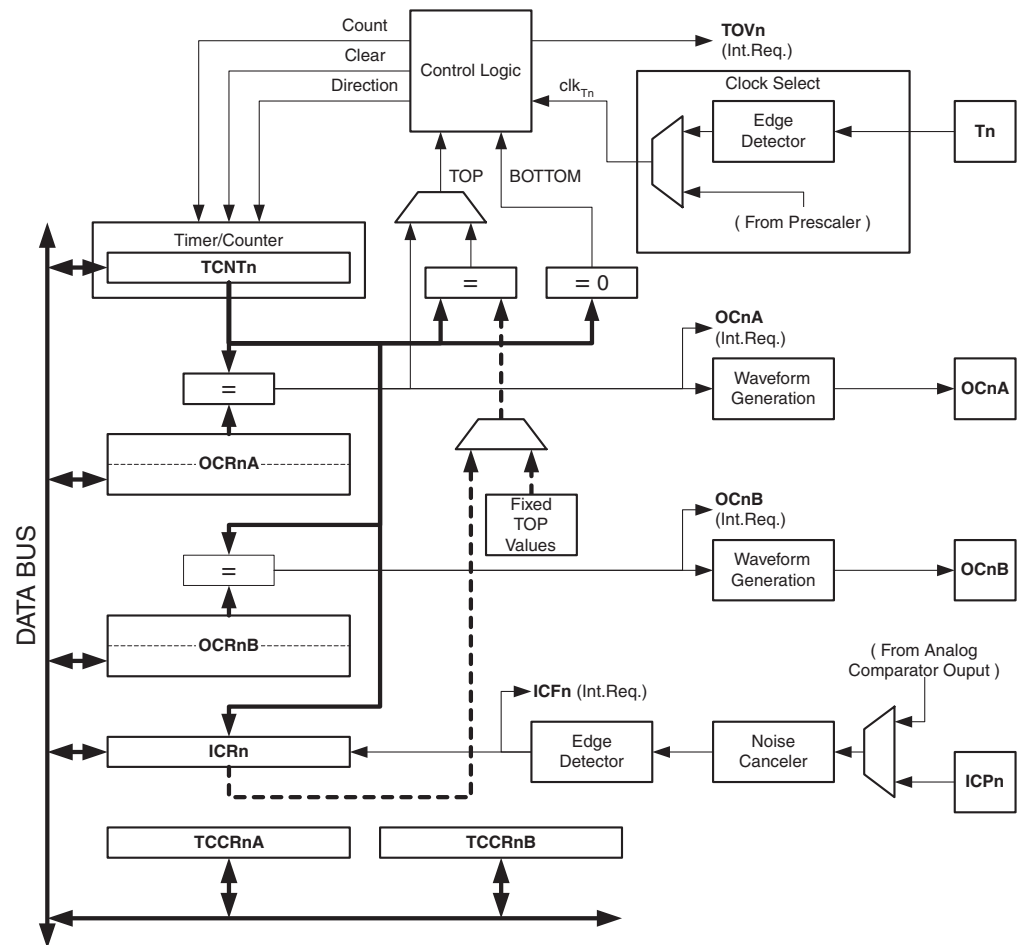 Count
Clear
Direction
Control Logic
TOVn
(Int.Req.)
clkTn
Clock Select
Edge
Detector
Tn
( From Prescaler )
TOP
BOTTOM
Timer/Counter
TCNTn
=
= 0
OCnA
(Int.Req.)
=
Waveform
Generation
OCnA
OCRnA
Fixed
TOP
Values
OCnB
(Int.Req.)
=
Waveform
Generation
OCnB
DATA BUS
OCRnB
( From Analog
Comparator Ouput )
ICFn (Int.Req.)
ICRn
Edge
Detector
Noise
Canceler
ICPn
TCCRnA
TCCRnB